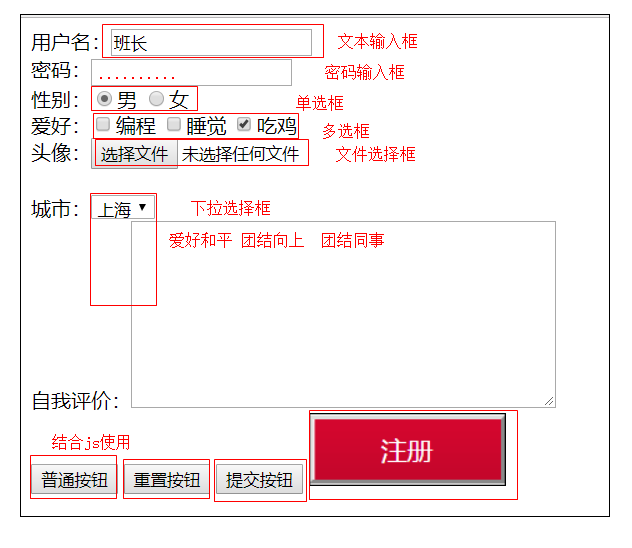 用户名: 班长 文本输入框
密码: .......... 密码输入框
性别: 男 女 单选框
爱好: 编程 睡觉 吃鸡 多选框
头像: 选择文件 未选择任何文件 文件选择框
城市: 上海 下拉选择框
爱好和平 团结向上 团结同事
自我评价:
结合js使用
注册
普通按钮 重置按钮 提交按钮